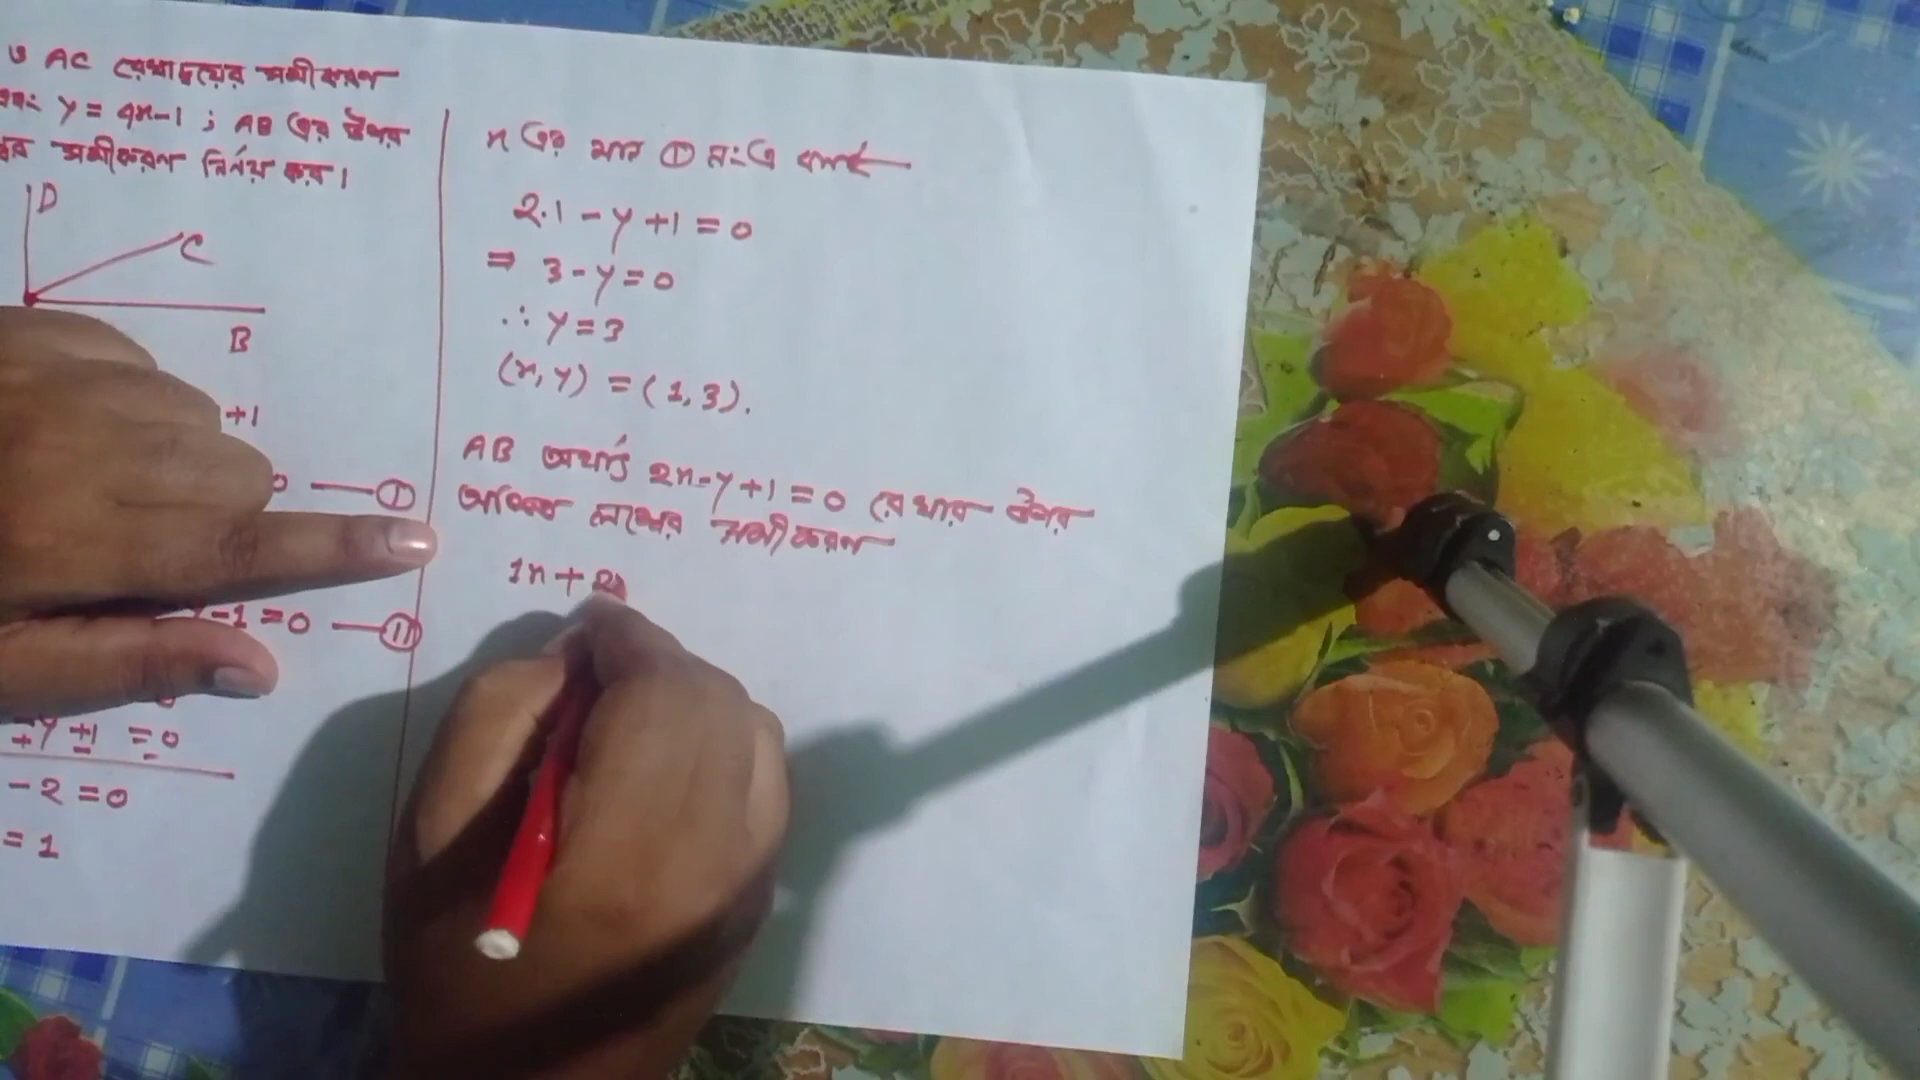 ও AC রেখাদ্বয়ের সমীকরণ
y = 4x-1 ; AB এর উপর
সমীকরণ নির্ণয় কর।
D
C
B
+1
0 — ①
y-1 = 0 — ⑪
y +1 = 0
- 2 = 0
= 1
x এর মান ① নং এ বসাই
2.1 - y +1 = 0
⇒ 3 - y = 0
∴ y = 3
(x, y) = (1, 3).
AB অর্থাৎ 2x-y+1 = 0 রেখার উপর
অঙ্কিত লম্বের সমীকরণ
1x + 2